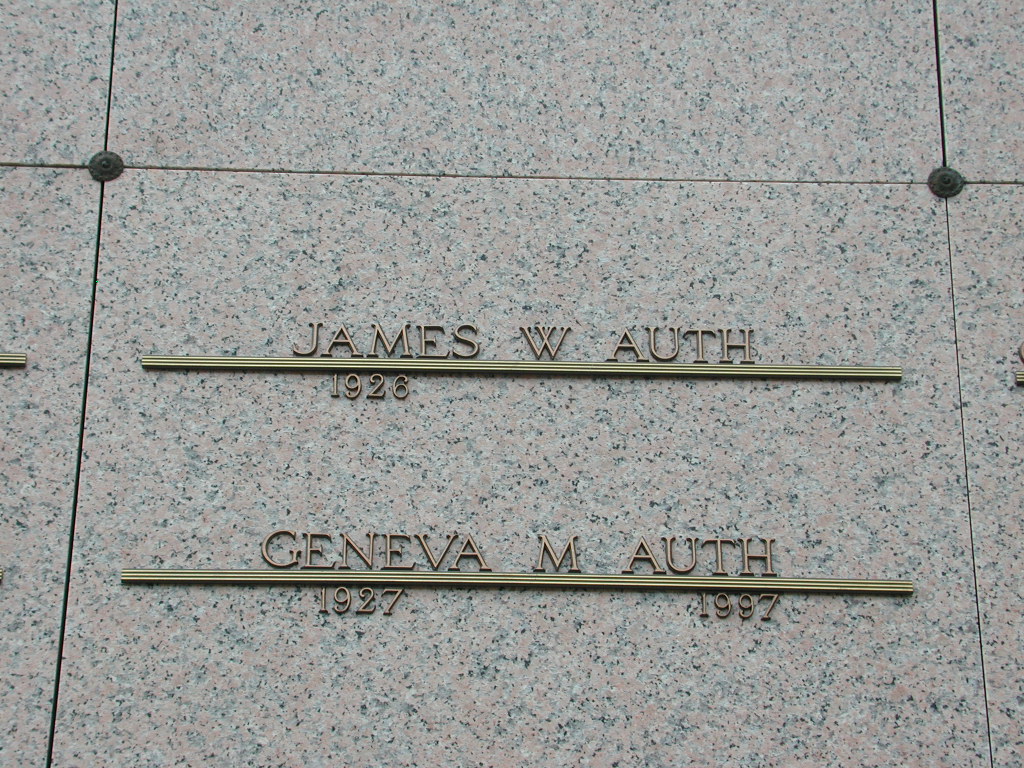 JAMES W AUTH
1926
GENEVA M AUTH
1927 1997